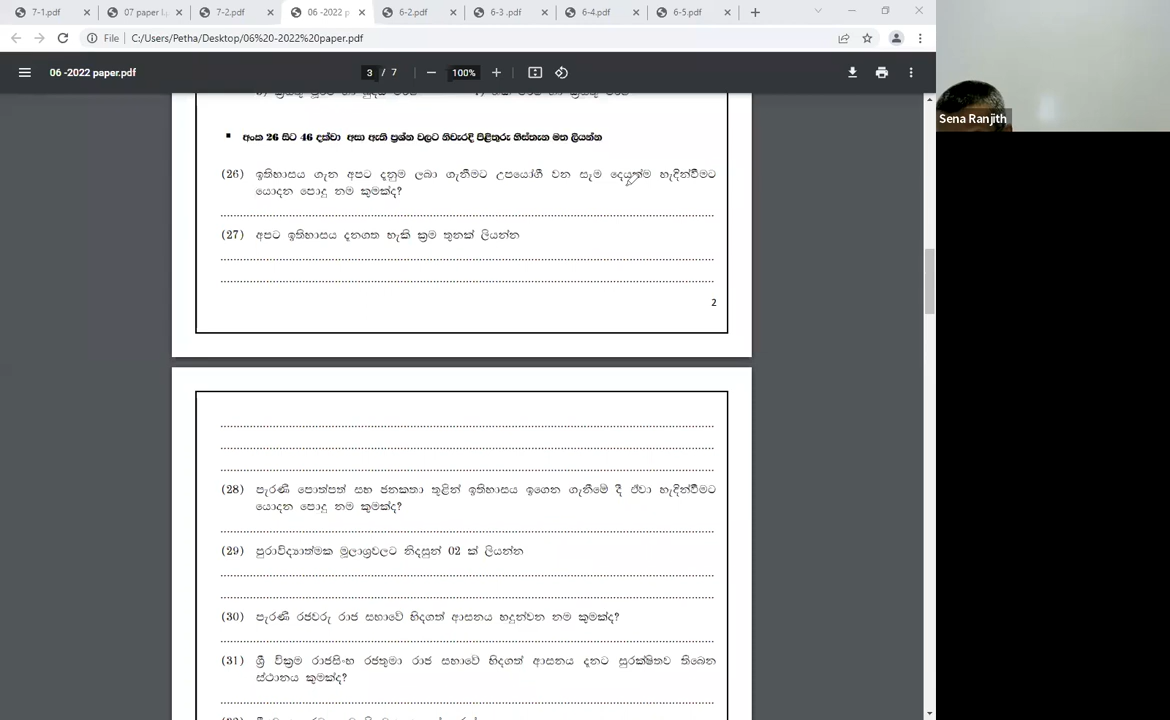 7-1.pdf
07 paper I.p
7-2.pdf
06 -2022 p
6-2.pdf
6-3 .pdf
6-4.pdf
6-5.pdf
File C:/Users/Petha/Desktop/06%20-2022%20paper.pdf
06 -2022 paper.pdf
3 / 7
100%
Sena Ranjith
අංක 26 සිට 46 දක්වා අසා ඇති ප්‍රශ්න වලට නිවැරදි පිළිතුරු හිස්තැන මත ලියන්න
(26) ඉතිහාසය ගැන අපට දැනුම ලබා ගැනීමට උපයෝගී වන සෑම දෙයක්ම හැදින්වීමට
යොදන පොදු නම කුමක්ද?
(27) අපට ඉතිහාසය දැනගත හැකි ක්‍රම තුනක් ලියන්න
2
(28) පැරණි පොත්පත් සහ ජනකතා තුළින් ඉතිහාසය ඉගෙන ගැනීමේ දී ඒවා හැදින්වීමට
යොදන පොදු නම කුමක්ද?
(29) පුරාවිද්‍යාත්මක මූලාශ්‍රවලට නිදසුන් 02 ක් ලියන්න
(30) පැරණි රජවරු රාජ සභාවේ හිදගත් ආසනය හදුන්වන නම කුමක්ද?
(31) ශ්‍රී වික්‍රම රාජසිංහ රජතුමා රාජ සභාවේ හිදගත් ආසනය දැනට සුරක්ෂිතව තිබෙන
ස්ථානය කුමක්ද?